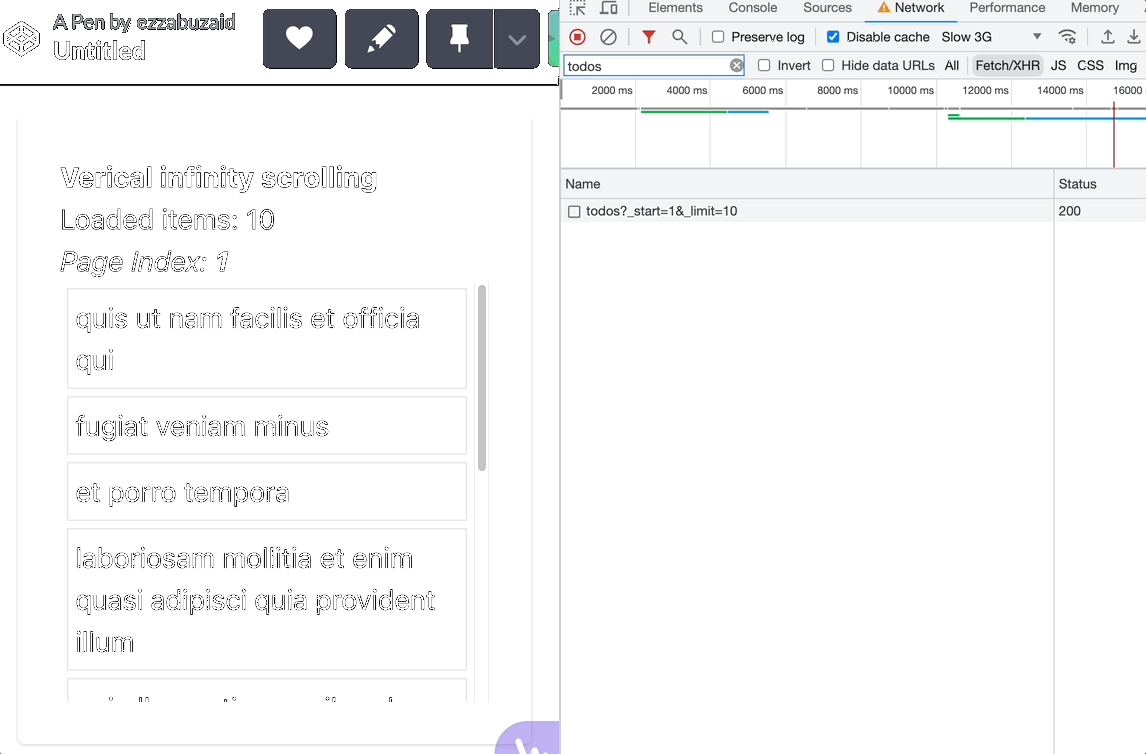 A Pen by ezzabuzaid
Untitled
Verical infinity scrolling
Loaded items: 10
Page Index: 1
quis ut nam facilis et officia
qui
fugiat veniam minus
et porro tempora
laboriosam mollitia et enim
quasi adipisci quia provident
illum
Elements Console Sources Network Performance Memory
Preserve log Disable cache Slow 3G
todos Invert Hide data URLs All Fetch/XHR JS CSS Img
2000 ms 4000 ms 6000 ms 8000 ms 10000 ms 12000 ms 14000 ms 16000
Name Status
todos?_start=1&_limit=10 200